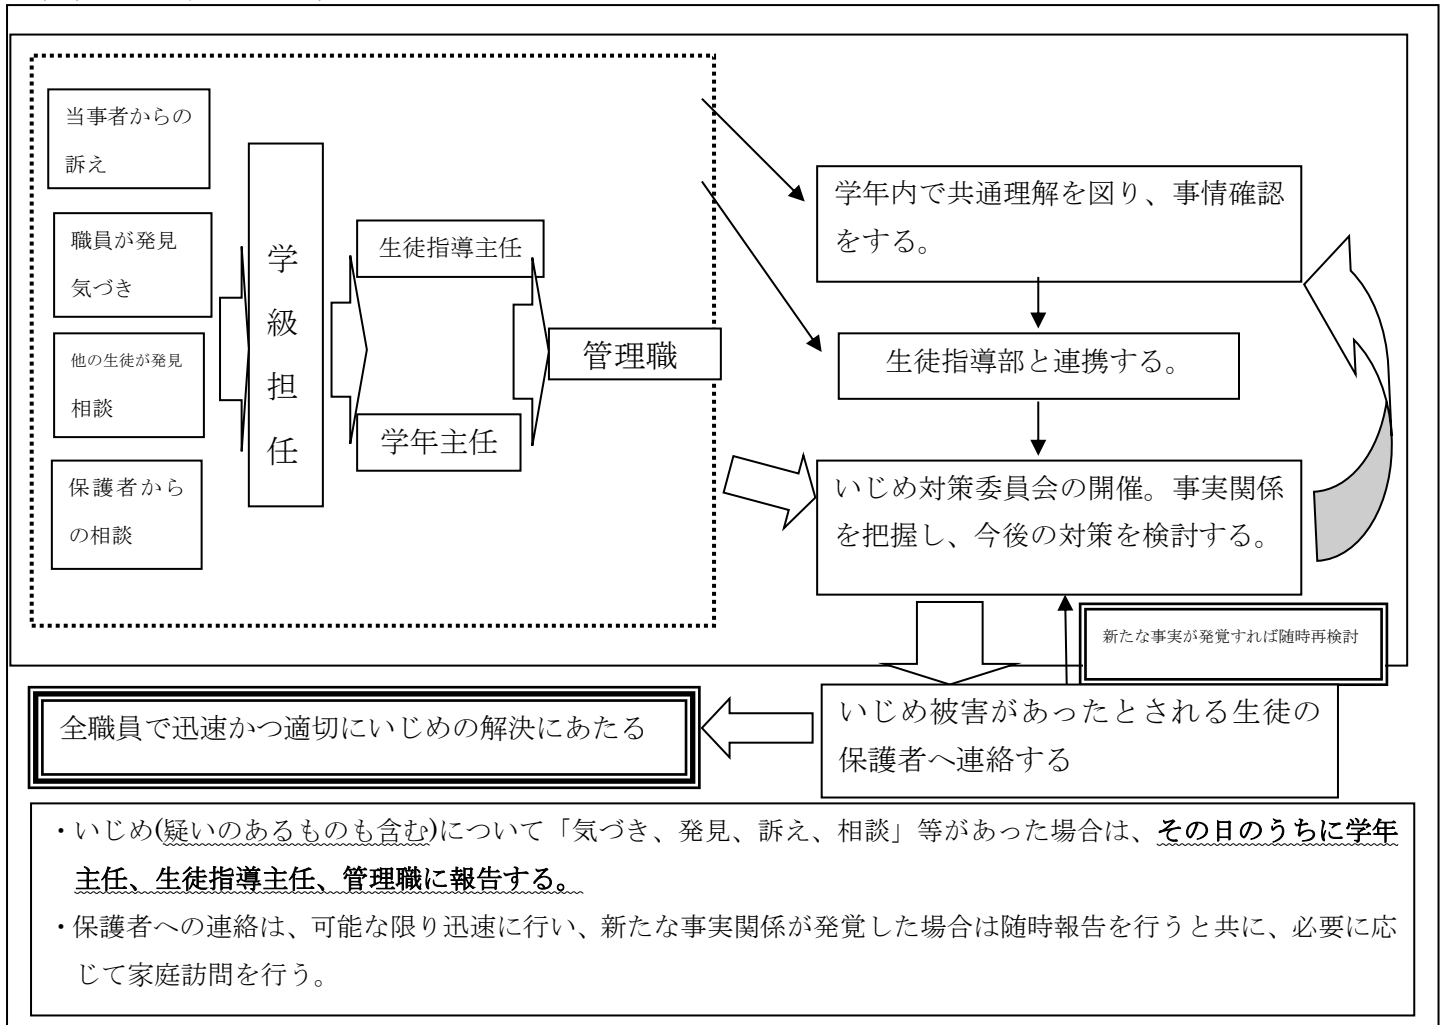 当事者からの
訴え
職員が発見
気づき
他の生徒が発見
相談
保護者から
の相談
学
級
担
任
生徒指導主任
学年主任
管理職
学年内で共通理解を図り、事情確認
をする。
生徒指導部と連携する。
いじめ対策委員会の開催。事実関係
を把握し、今後の対策を検討する。
新たな事実が発覚すれば随時再検討
いじめ被害があったとされる生徒の
保護者へ連絡する
全職員で迅速かつ適切にいじめの解決にあたる
・いじめ(疑いのあるものも含む)について「気づき、発見、訴え、相談」等があった場合は、その日のうちに学年
主任、生徒指導主任、管理職に報告する。
・保護者への連絡は、可能な限り迅速に行い、新たな事実関係が発覚した場合は随時報告を行うと共に、必要に応
じて家庭訪問を行う。